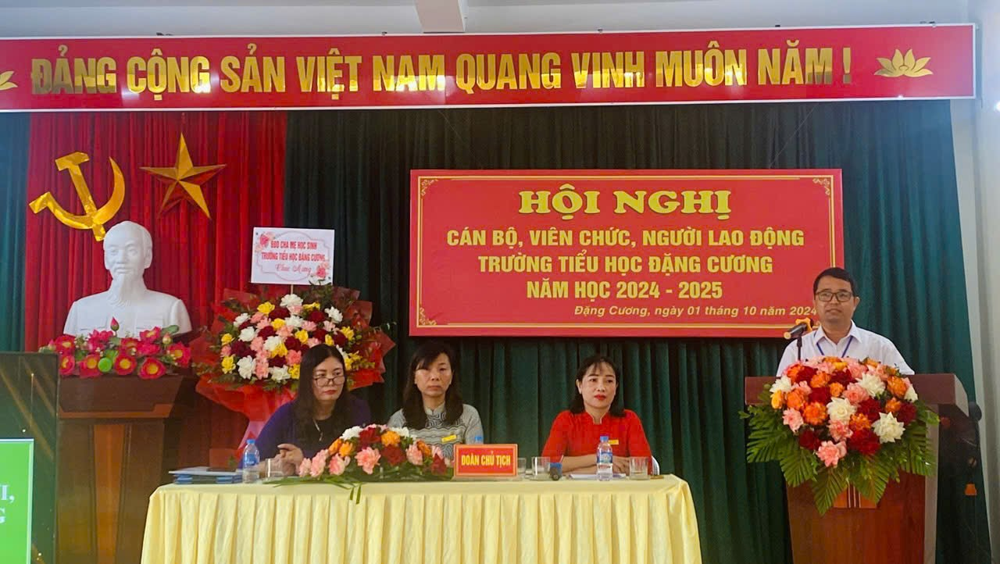 ĐẢNG CỘNG SẢN VIỆT NAM QUANG VINH MUÔN NĂM !
HỘI NGHỊ
CÁN BỘ, VIÊN CHỨC, NGƯỜI LAO ĐỘNG
TRƯỜNG TIỂU HỌC ĐẶNG CƯƠNG
NĂM HỌC 2024 - 2025
Đặng Cương, ngày 01 tháng 10 năm 2024
BĐD CHA MẸ HỌC SINH
TRƯỜNG TIỂU HỌC ĐẶNG CƯƠNG
Chúc Mừng
ĐOÀN CHỦ TỊCH